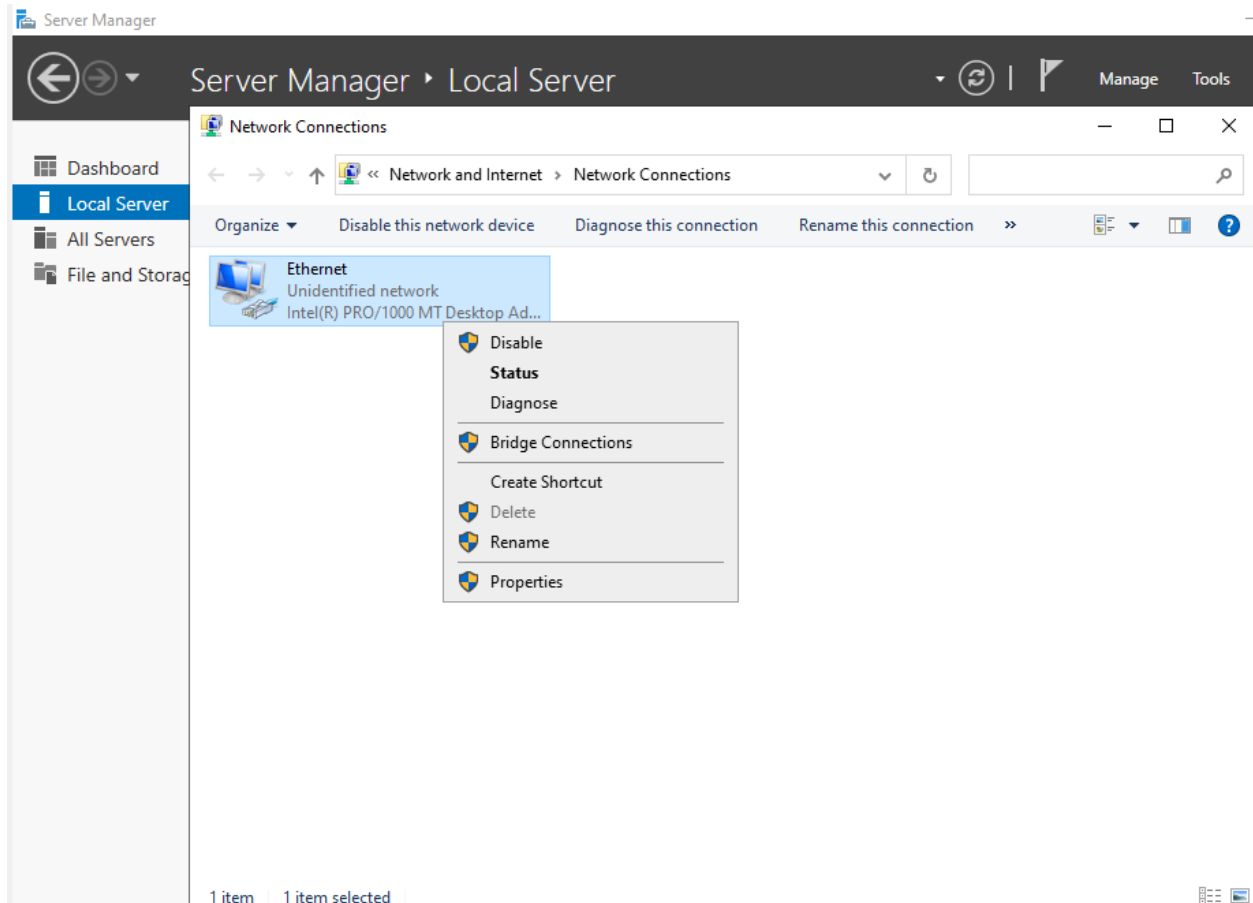 Server Manager
Server Manager ‣ Local Server
Manage Tools
Network Connections
« Network and Internet › Network Connections
Dashboard
Local Server
All Servers
File and Storag
Organize Disable this network device Diagnose this connection Rename this connection »
Ethernet
Unidentified network
Intel(R) PRO/1000 MT Desktop Ad...
Disable
Status
Diagnose
Bridge Connections
Create Shortcut
Delete
Rename
Properties
1 item 1 item selected